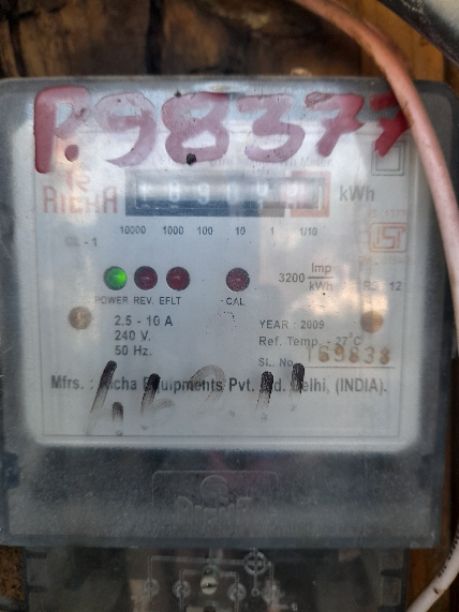 P.98377
RICHA
kWh
CL - 1
10000 1000 100 10 1 1/10
3200 Imp/kWh
POWER REV. EFLT CAL
2.5 - 10 A
240 V.
50 Hz.
YEAR : 2009
Ref. Temp. - 27°C
SL. No. 169838
Mfrs. : Richa Equipments Pvt. Ltd. Delhi, (INDIA).